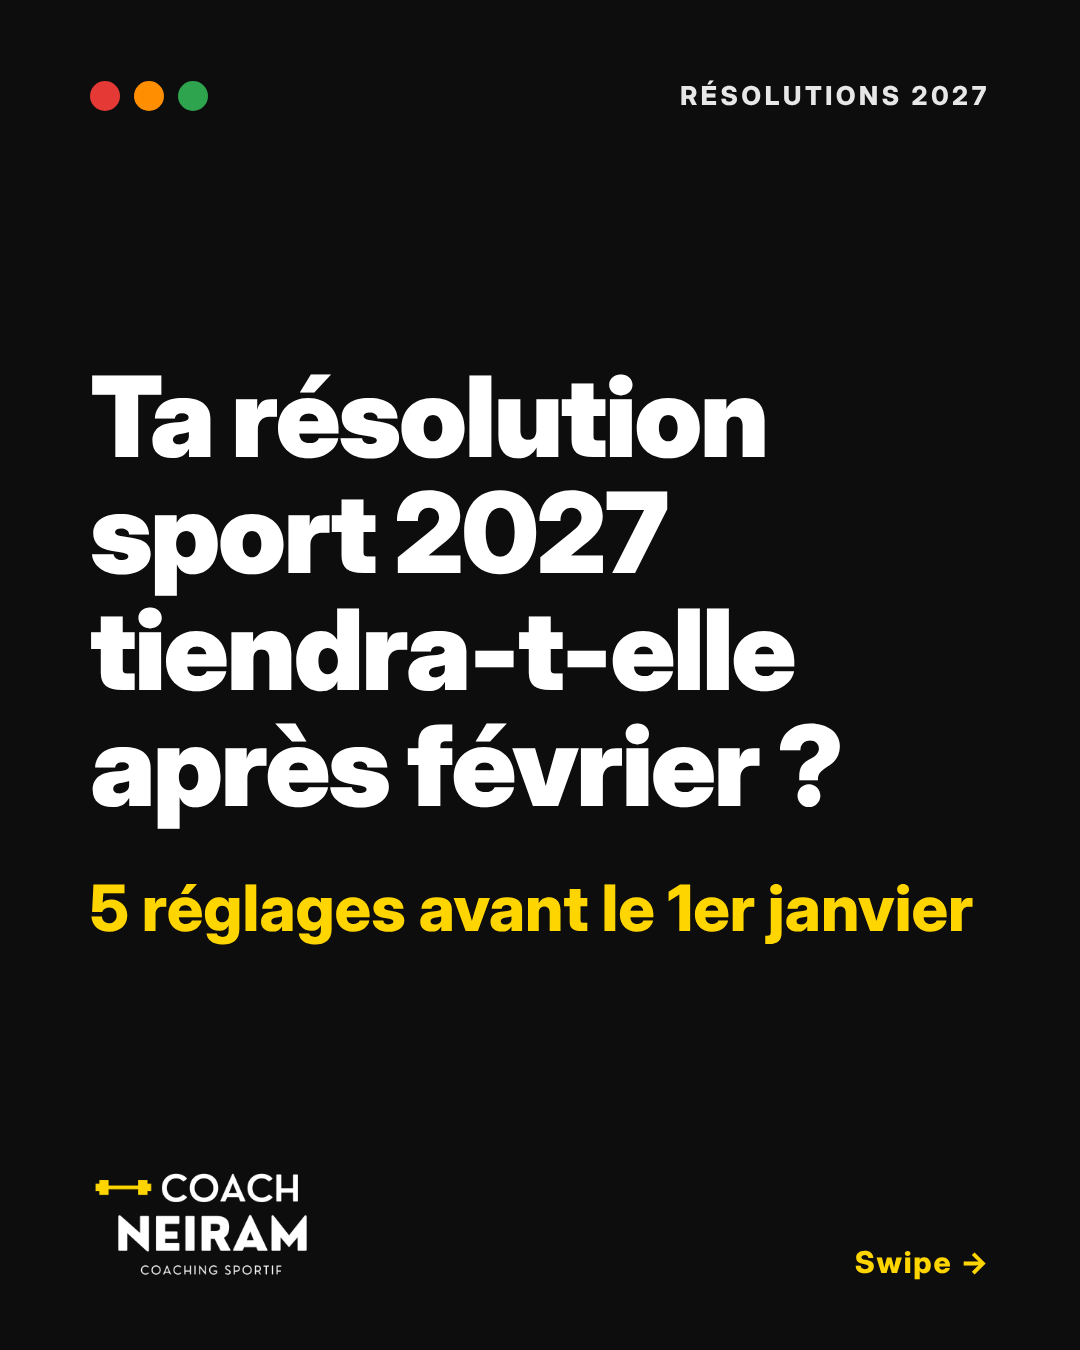 RÉSOLUTIONS 2027
Ta résolution
sport 2027
tiendra-t-elle
après février ?
5 réglages avant le 1er janvier
COACH
NEIRAM
COACHING SPORTIF
Swipe →